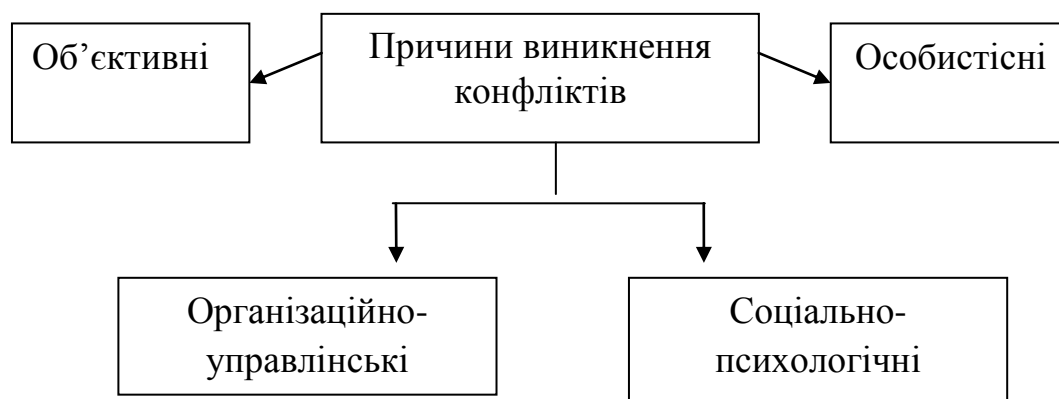 Об’єктивні
Причини виникнення
конфліктів
Особистісні
Організаційно-
управлінські
Соціально-
психологічні